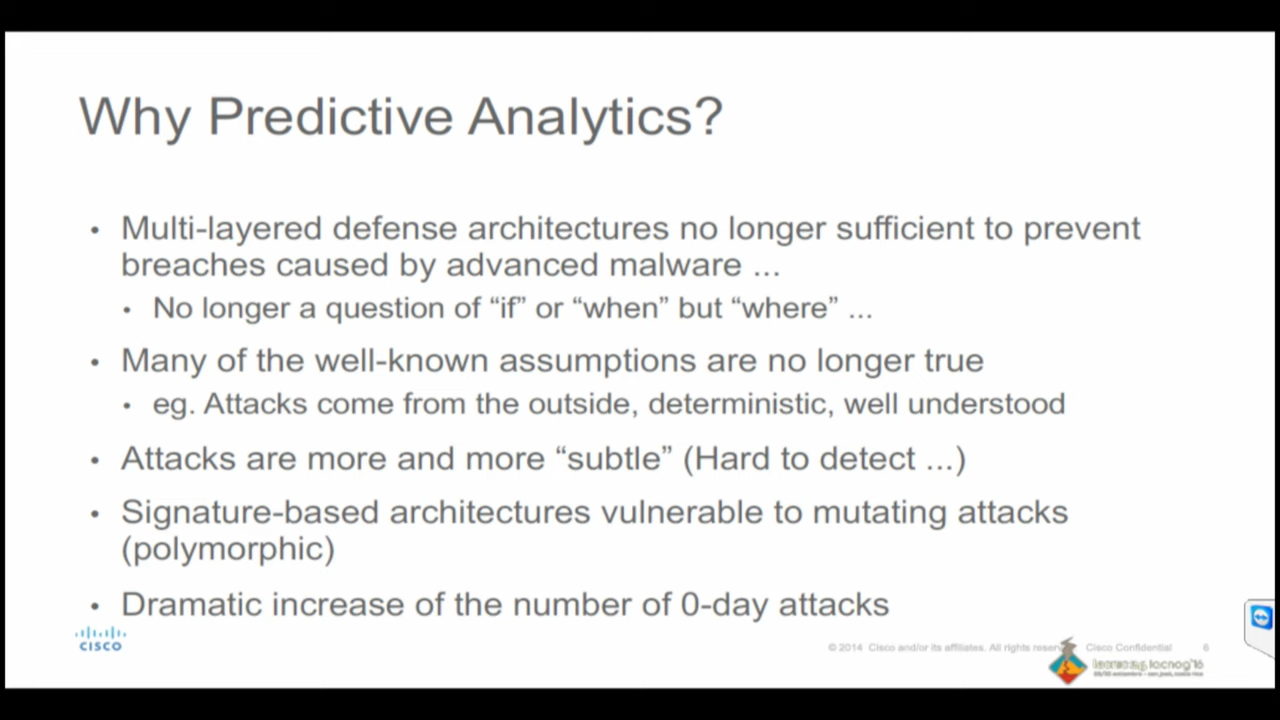 Why Predictive Analytics?
• Multi-layered defense architectures no longer sufficient to prevent
breaches caused by advanced malware ...
• No longer a question of “if” or “when” but “where” ...
• Many of the well-known assumptions are no longer true
• eg. Attacks come from the outside, deterministic, well understood
• Attacks are more and more “subtle” (Hard to detect ...)
• Signature-based architectures vulnerable to mutating attacks
(polymorphic)
• Dramatic increase of the number of 0-day attacks
CISCO
© 2014 Cisco and/or its affiliates. All rights reserv Cisco Confidential 6